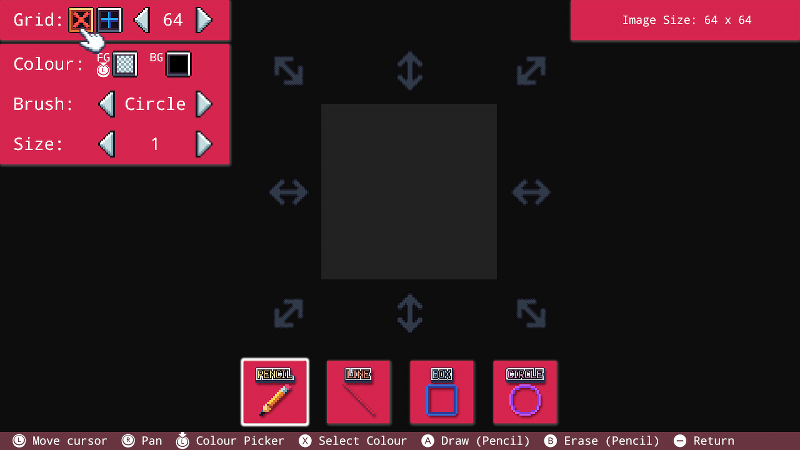 Grid: 64
Image Size: 64 x 64
Colour: FG L BG
Brush: Circle
Size: 1
PENCIL LINE BOX CIRCLE
L Move cursor R Pan L Colour Picker X Select Colour A Draw (Pencil) B Erase (Pencil) Return